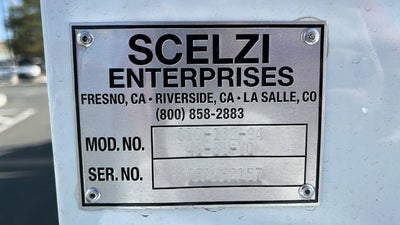 SCELZI
ENTERPRISES
FRESNO, CA • RIVERSIDE, CA • LA SALLE, CO
(800) 858-2883
MOD. NO.
SER. NO.